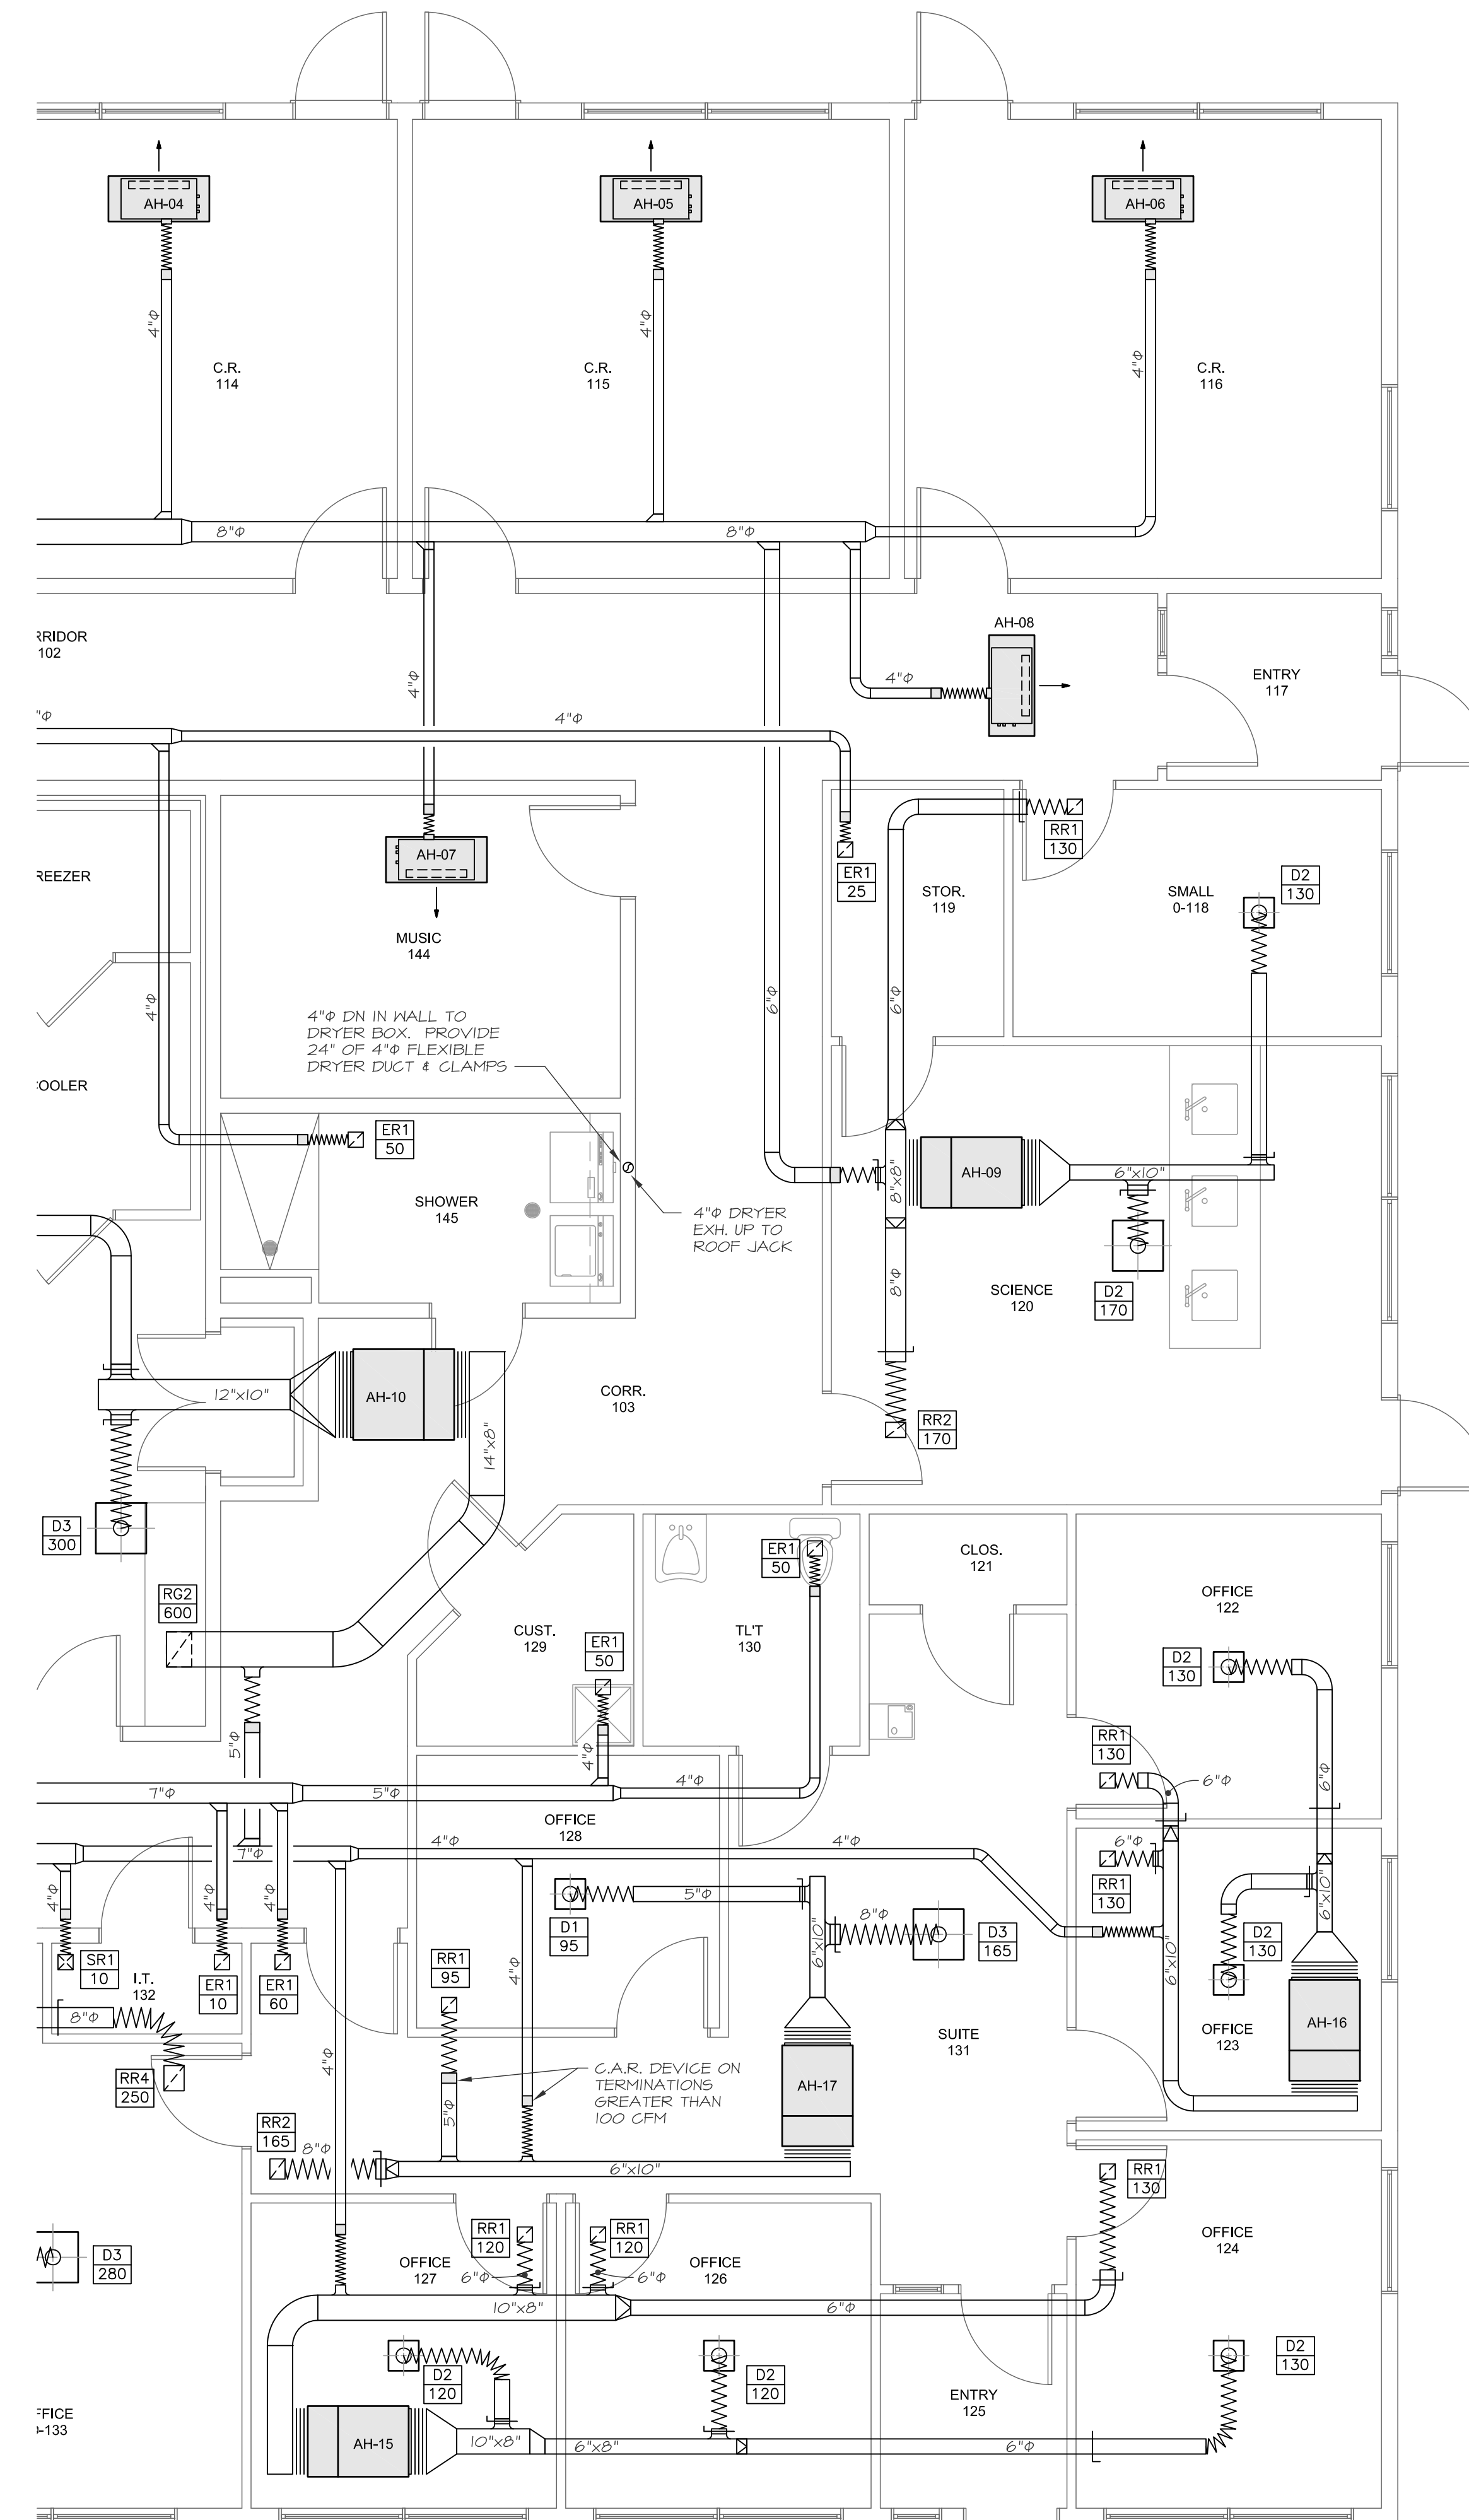 AH-04
AH-05
AH-06
4"Φ
4"Φ
4"Φ
C.R.
114
C.R.
115
C.R.
116
8"Φ
8"Φ
RRIDOR
102
AH-08
4"Φ
4"Φ
ENTRY
117
"Φ
4"Φ
RR1
130
AH-07
ER1
25
REEZER
STOR.
119
SMALL
0-118
D2
130
MUSIC
144
4"Φ
6"Φ
6"Φ
4"Φ DN IN WALL TO
DRYER BOX. PROVIDE
24" OF 4"Φ FLEXIBLE
DRYER DUCT & CLAMPS
COOLER
ER1
50
8"x8"
AH-09
6"x10"
SHOWER
145
4"Φ DRYER
EXH. UP TO
ROOF JACK
8"Φ
SCIENCE
120
D2
170
12"x10"
AH-10
CORR.
103
RR2
170
14"x8"
D3
300
ER1
50
CLOS.
121
RG2
600
OFFICE
122
CUST.
129
TL'T
130
ER1
50
D2
130
RR1
130
5"Φ
4"Φ
6"Φ
6"Φ
7"Φ
5"Φ
4"Φ
OFFICE
128
7"Φ
4"Φ
4"Φ
6"Φ
RR1
130
4"Φ
4"Φ
4"Φ
5"Φ
D1
95
8"Φ
D3
165
6"x10"
6"x10"
6"x10"
D2
130
SR1
10
I.T.
132
ER1
10
ER1
60
RR1
95
4"Φ
8"Φ
OFFICE
123
AH-16
SUITE
131
RR4
250
4"Φ
C.A.R. DEVICE ON
TERMINATIONS
GREATER THAN
100 CFM
AH-17
5"Φ
RR2
165
8"Φ
6"x10"
RR1
130
RR1
120
RR1
120
OFFICE
127
OFFICE
126
OFFICE
124
D3
280
6"Φ
6"Φ
10"x8"
6"Φ
D2
120
D2
120
D2
130
ENTRY
125
FFICE
-133
AH-15
10"x8"
6"x8"
6"Φ